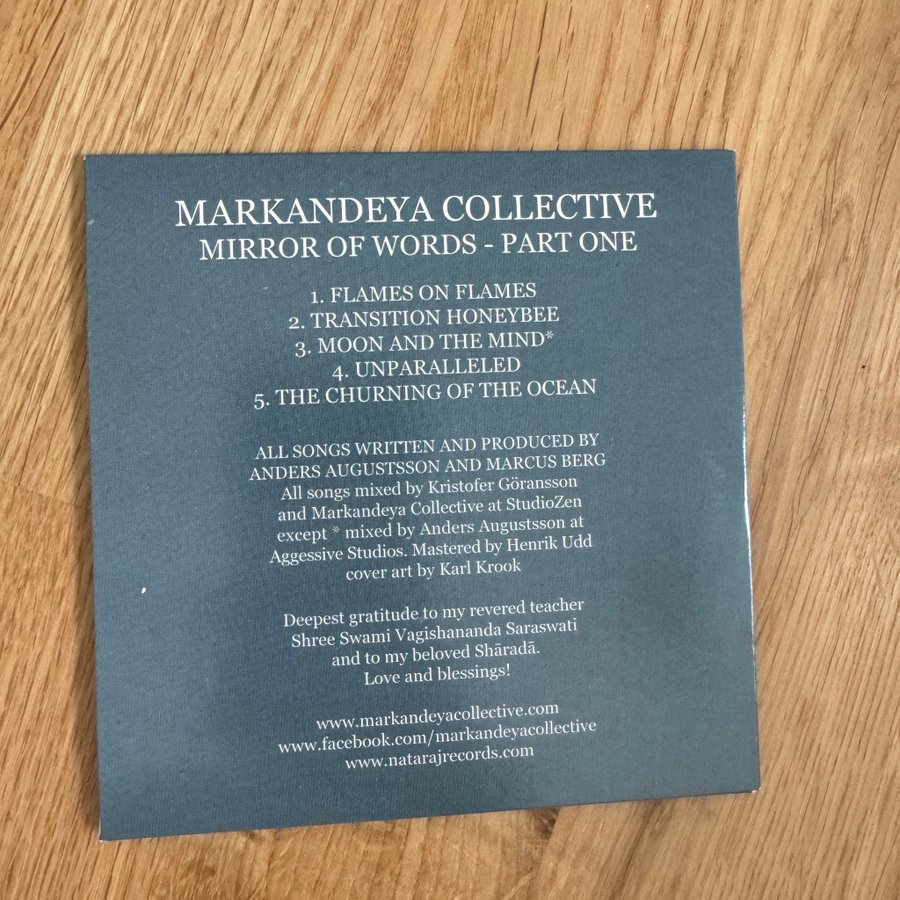 MARKANDEYA COLLECTIVE
MIRROR OF WORDS - PART ONE
1. FLAMES ON FLAMES
2. TRANSITION HONEYBEE
3. MOON AND THE MIND*
4. UNPARALLELED
5. THE CHURNING OF THE OCEAN
ALL SONGS WRITTEN AND PRODUCED BY
ANDERS AUGUSTSSON AND MARCUS BERG
All songs mixed by Kristofer Göransson
and Markandeya Collective at StudioZen
except * mixed by Anders Augustsson at
Aggessive Studios. Mastered by Henrik Udd
cover art by Karl Krook
Deepest gratitude to my revered teacher
Shree Swami Vagishananda Saraswati
and to my beloved Shāradā.
Love and blessings!
www.markandeyacollective.com
www.facebook.com/markandeyacollective
www.natarajrecords.com